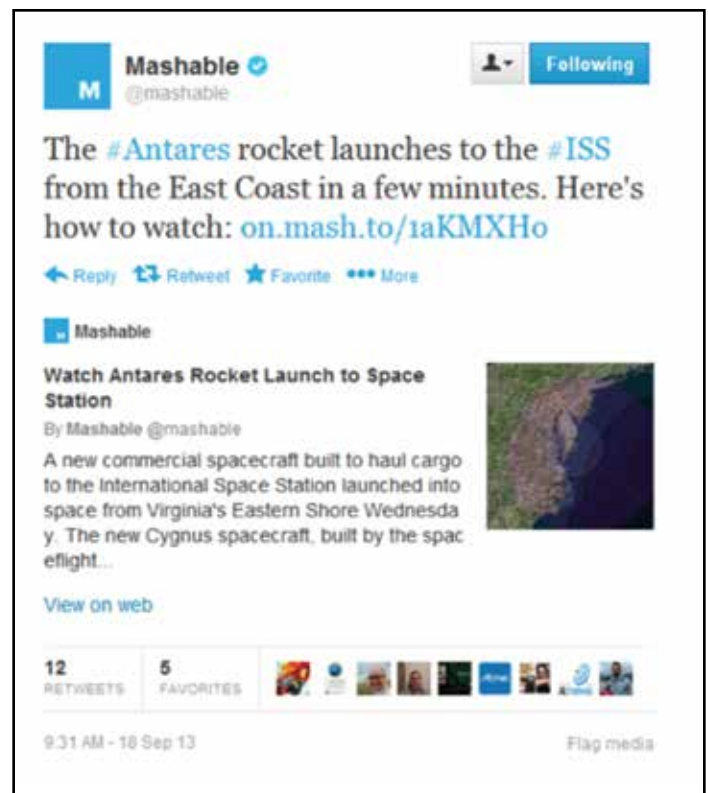 Mashable
Following
@mashable
The #Antares rocket launches to the #ISS
from the East Coast in a few minutes. Here's
how to watch: on.mash.to/1aKMXHo
Reply Retweet Favorite More
Mashable
Watch Antares Rocket Launch to Space
Station
By Mashable @mashable
A new commercial spacecraft built to haul cargo
to the International Space Station launched into
space from Virginia's Eastern Shore Wednesda
y. The new Cygnus spacecraft, built by the spac
eflight...
View on web
12 RETWEETS
5 FAVORITES
9:31 AM - 18 Sep 13
Flag media